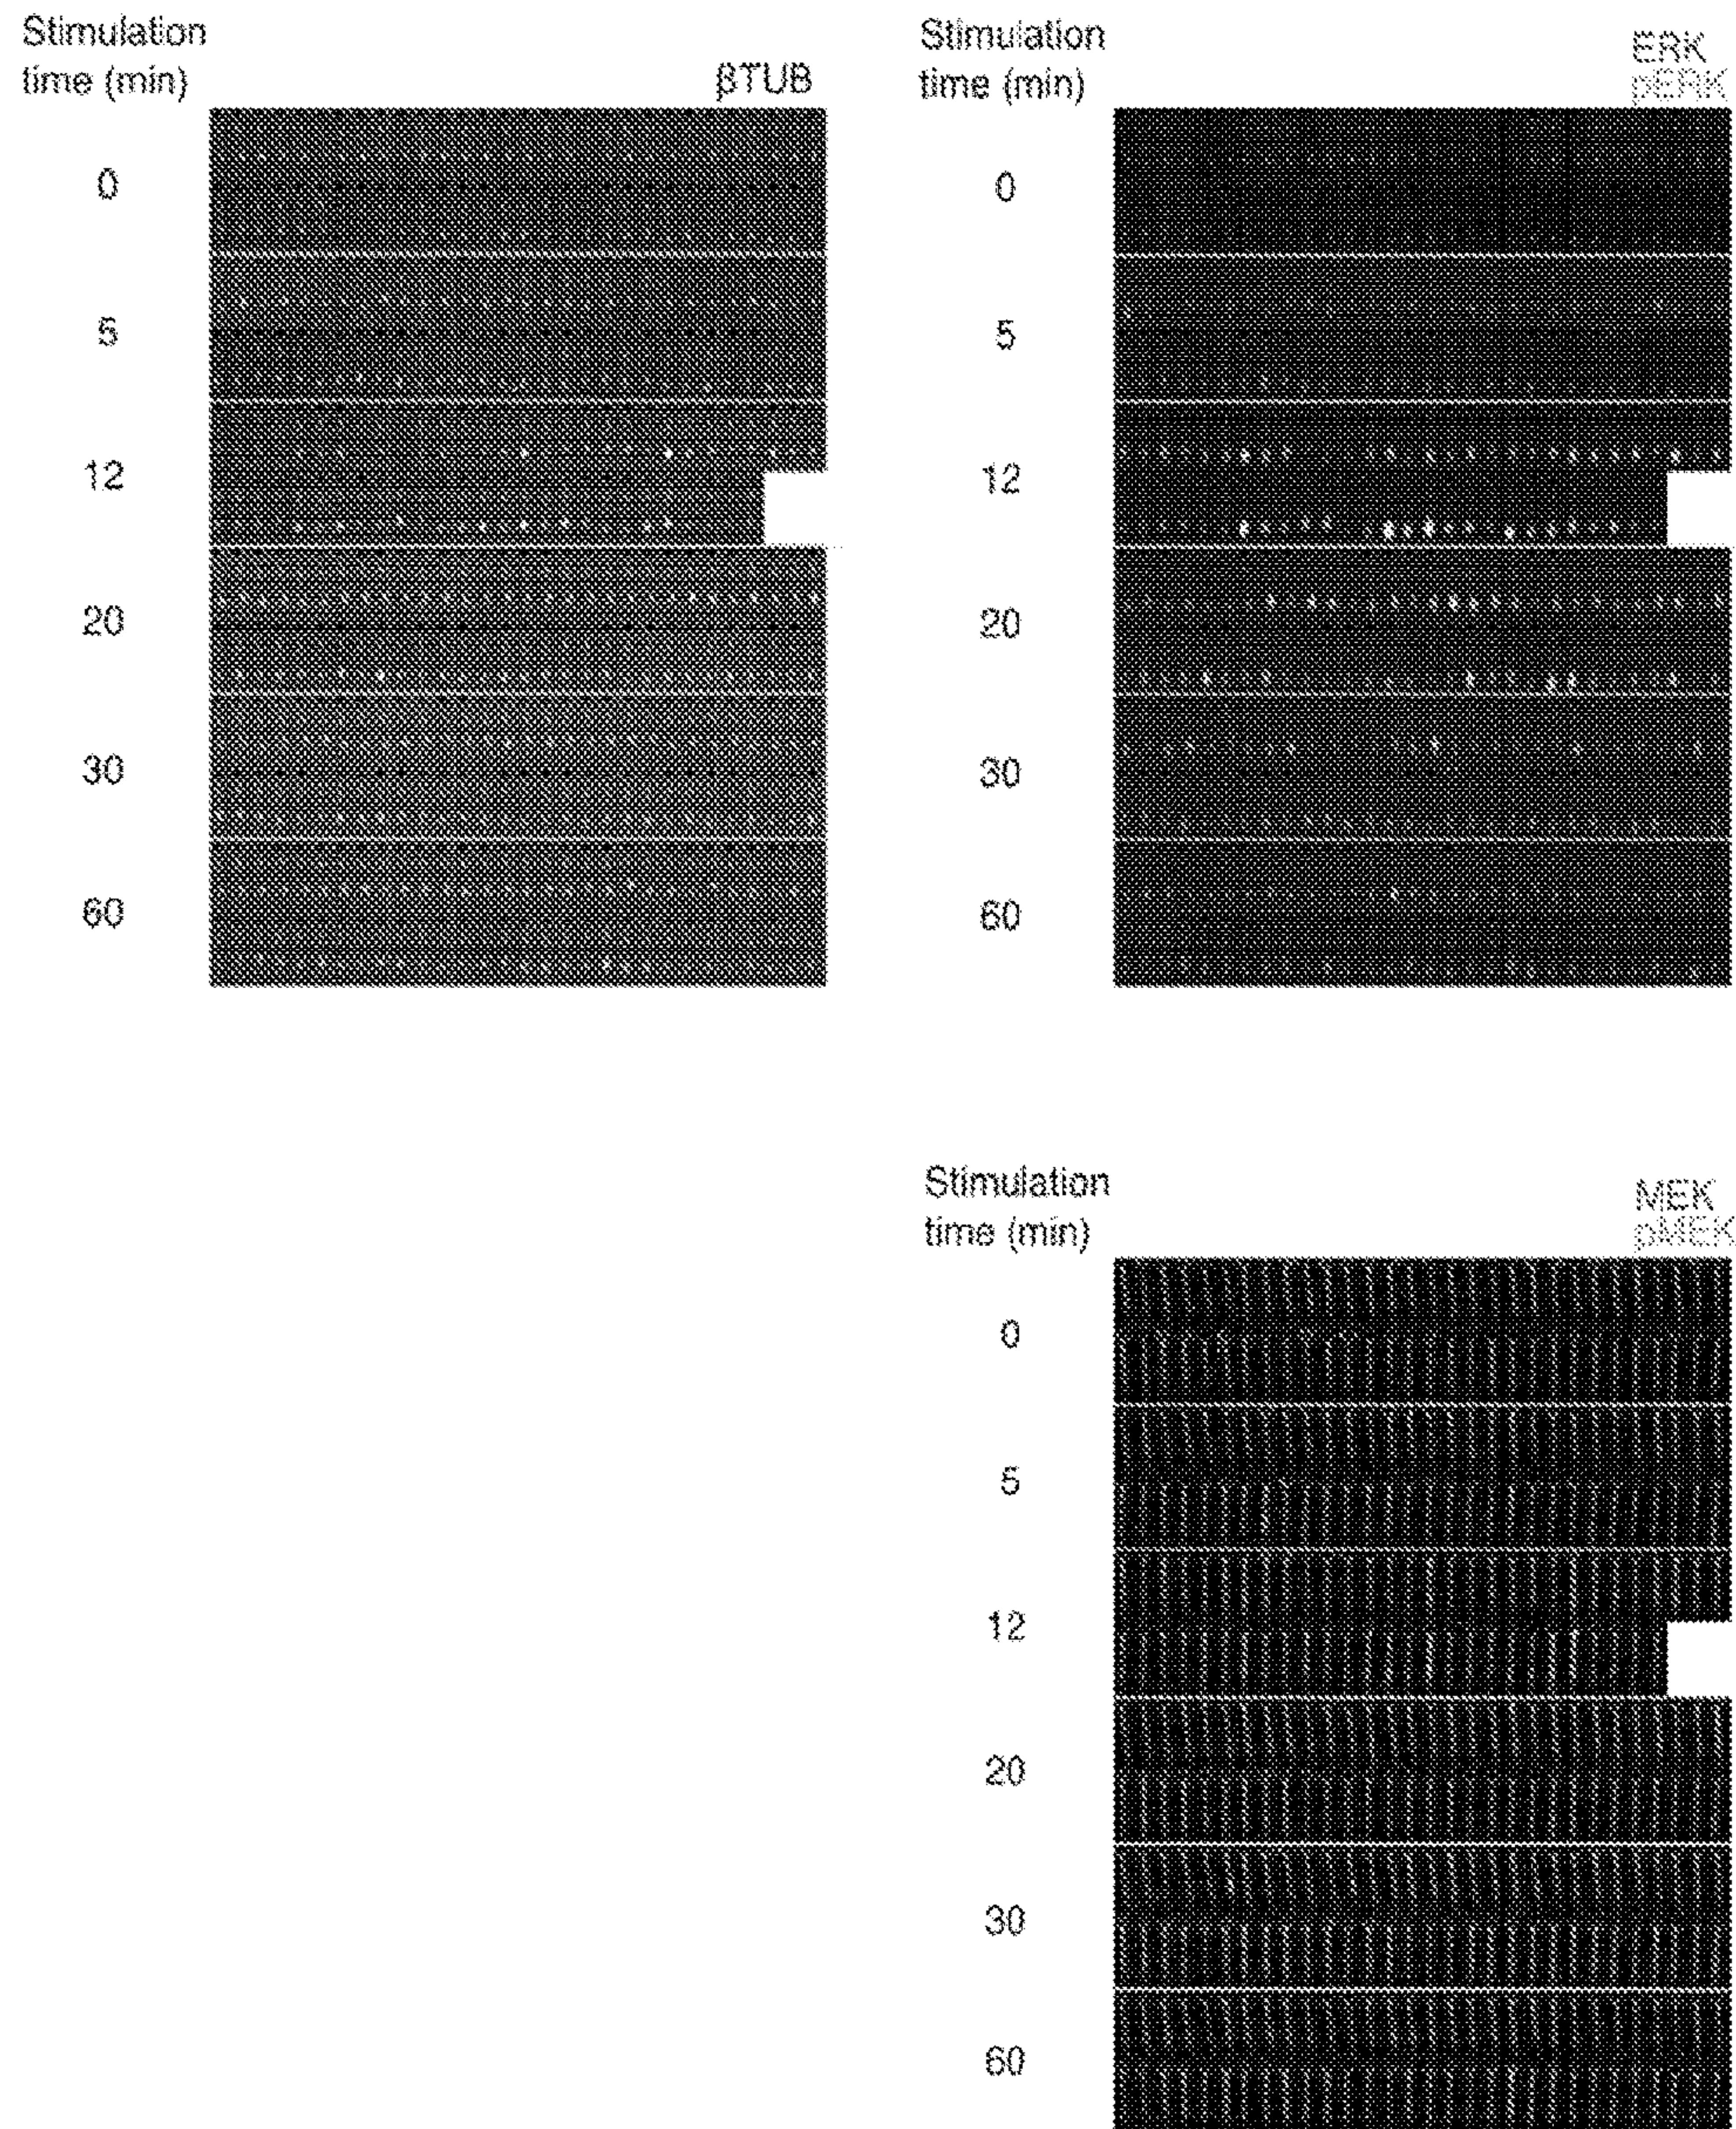 Stimulation
time (min)
βTUB
0
5
12
20
30
60
Stimulation
time (min)
ERK
pERK
0
5
12
20
30
60
Stimulation
time (min)
MEK
pMEK
0
5
12
20
30
60